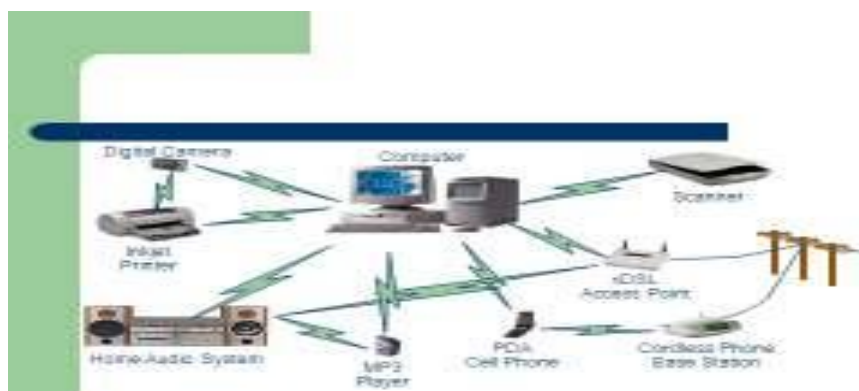 Digital Camera
Computer
Scanner
Inkjet
Printer
xDSL
Access Point
Home Audio System
MP3
Player
PDA
Cell Phone
Cordless Phone
Base Station